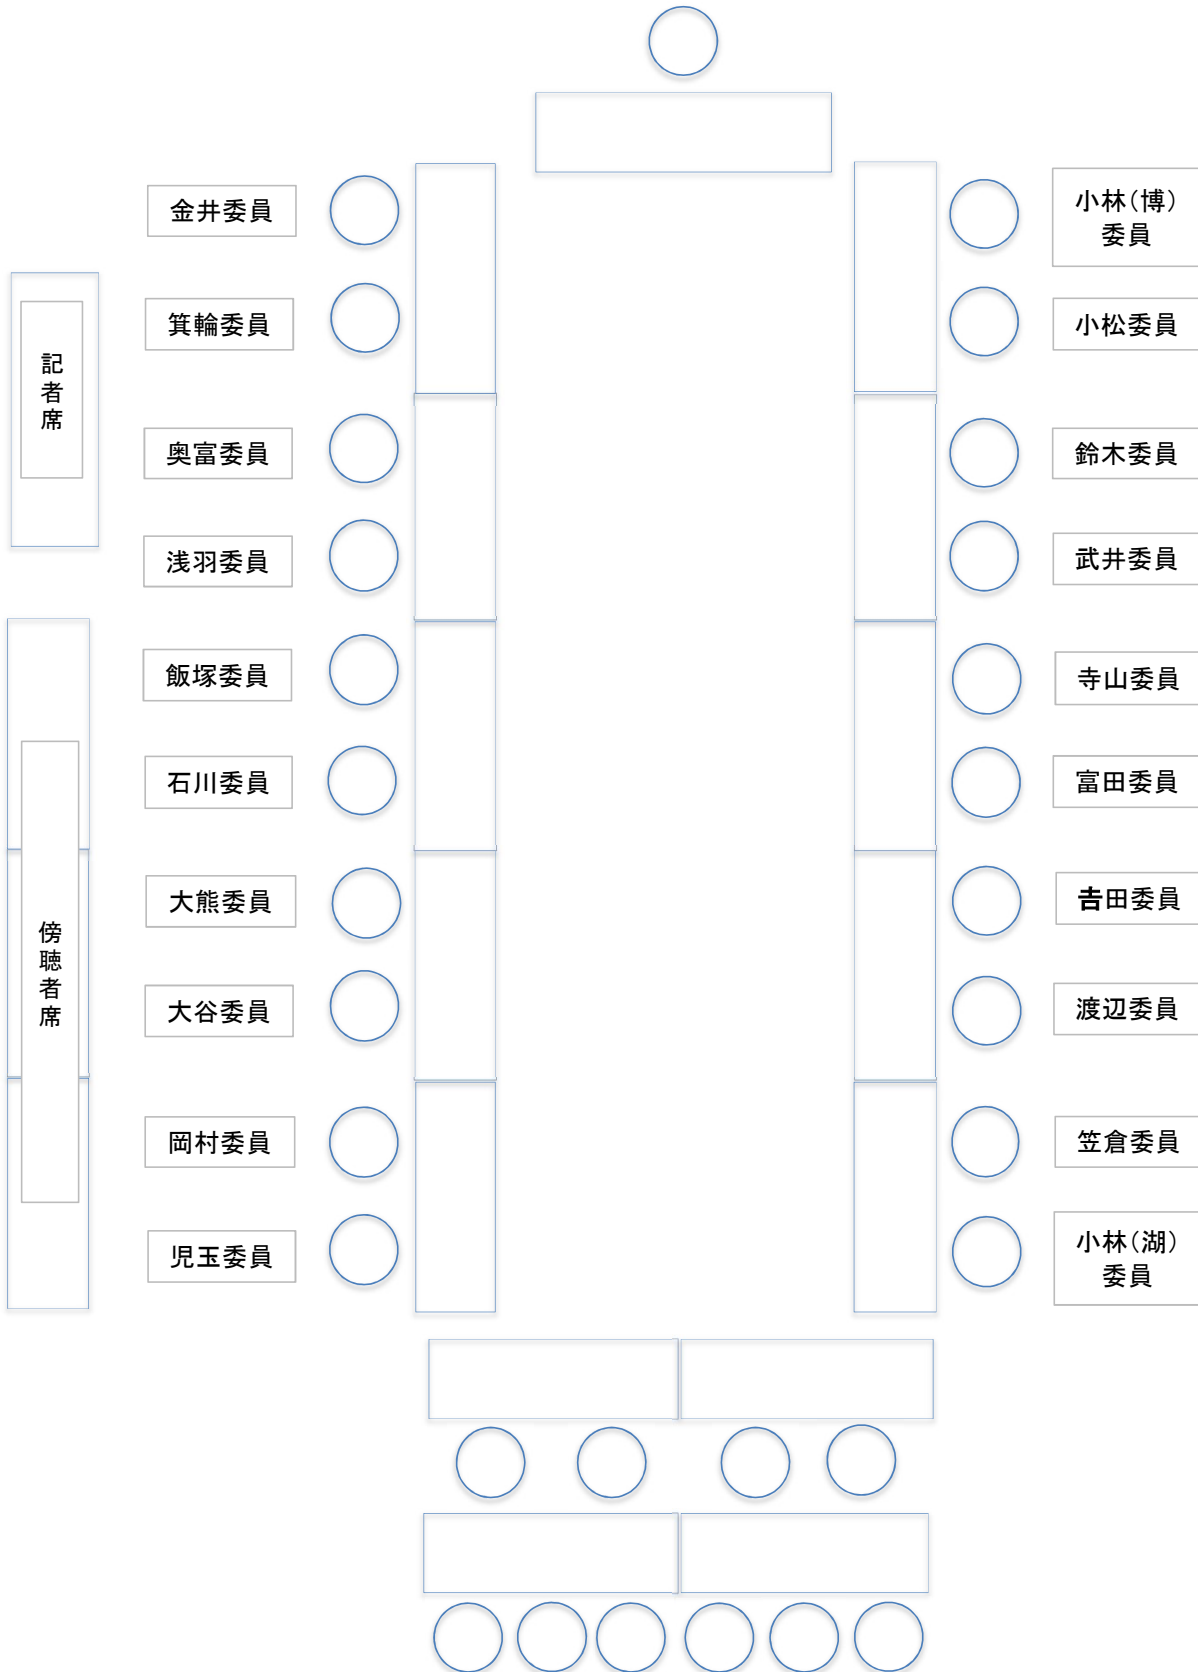 金井委員
小林（博）
委員
箕輪委員
小松委員
記者席
奥富委員
鈴木委員
浅羽委員
武井委員
飯塚委員
寺山委員
石川委員
富田委員
大熊委員
𠮷田委員
傍聴者席
大谷委員
渡辺委員
岡村委員
笠倉委員
児玉委員
小林（湖）
委員